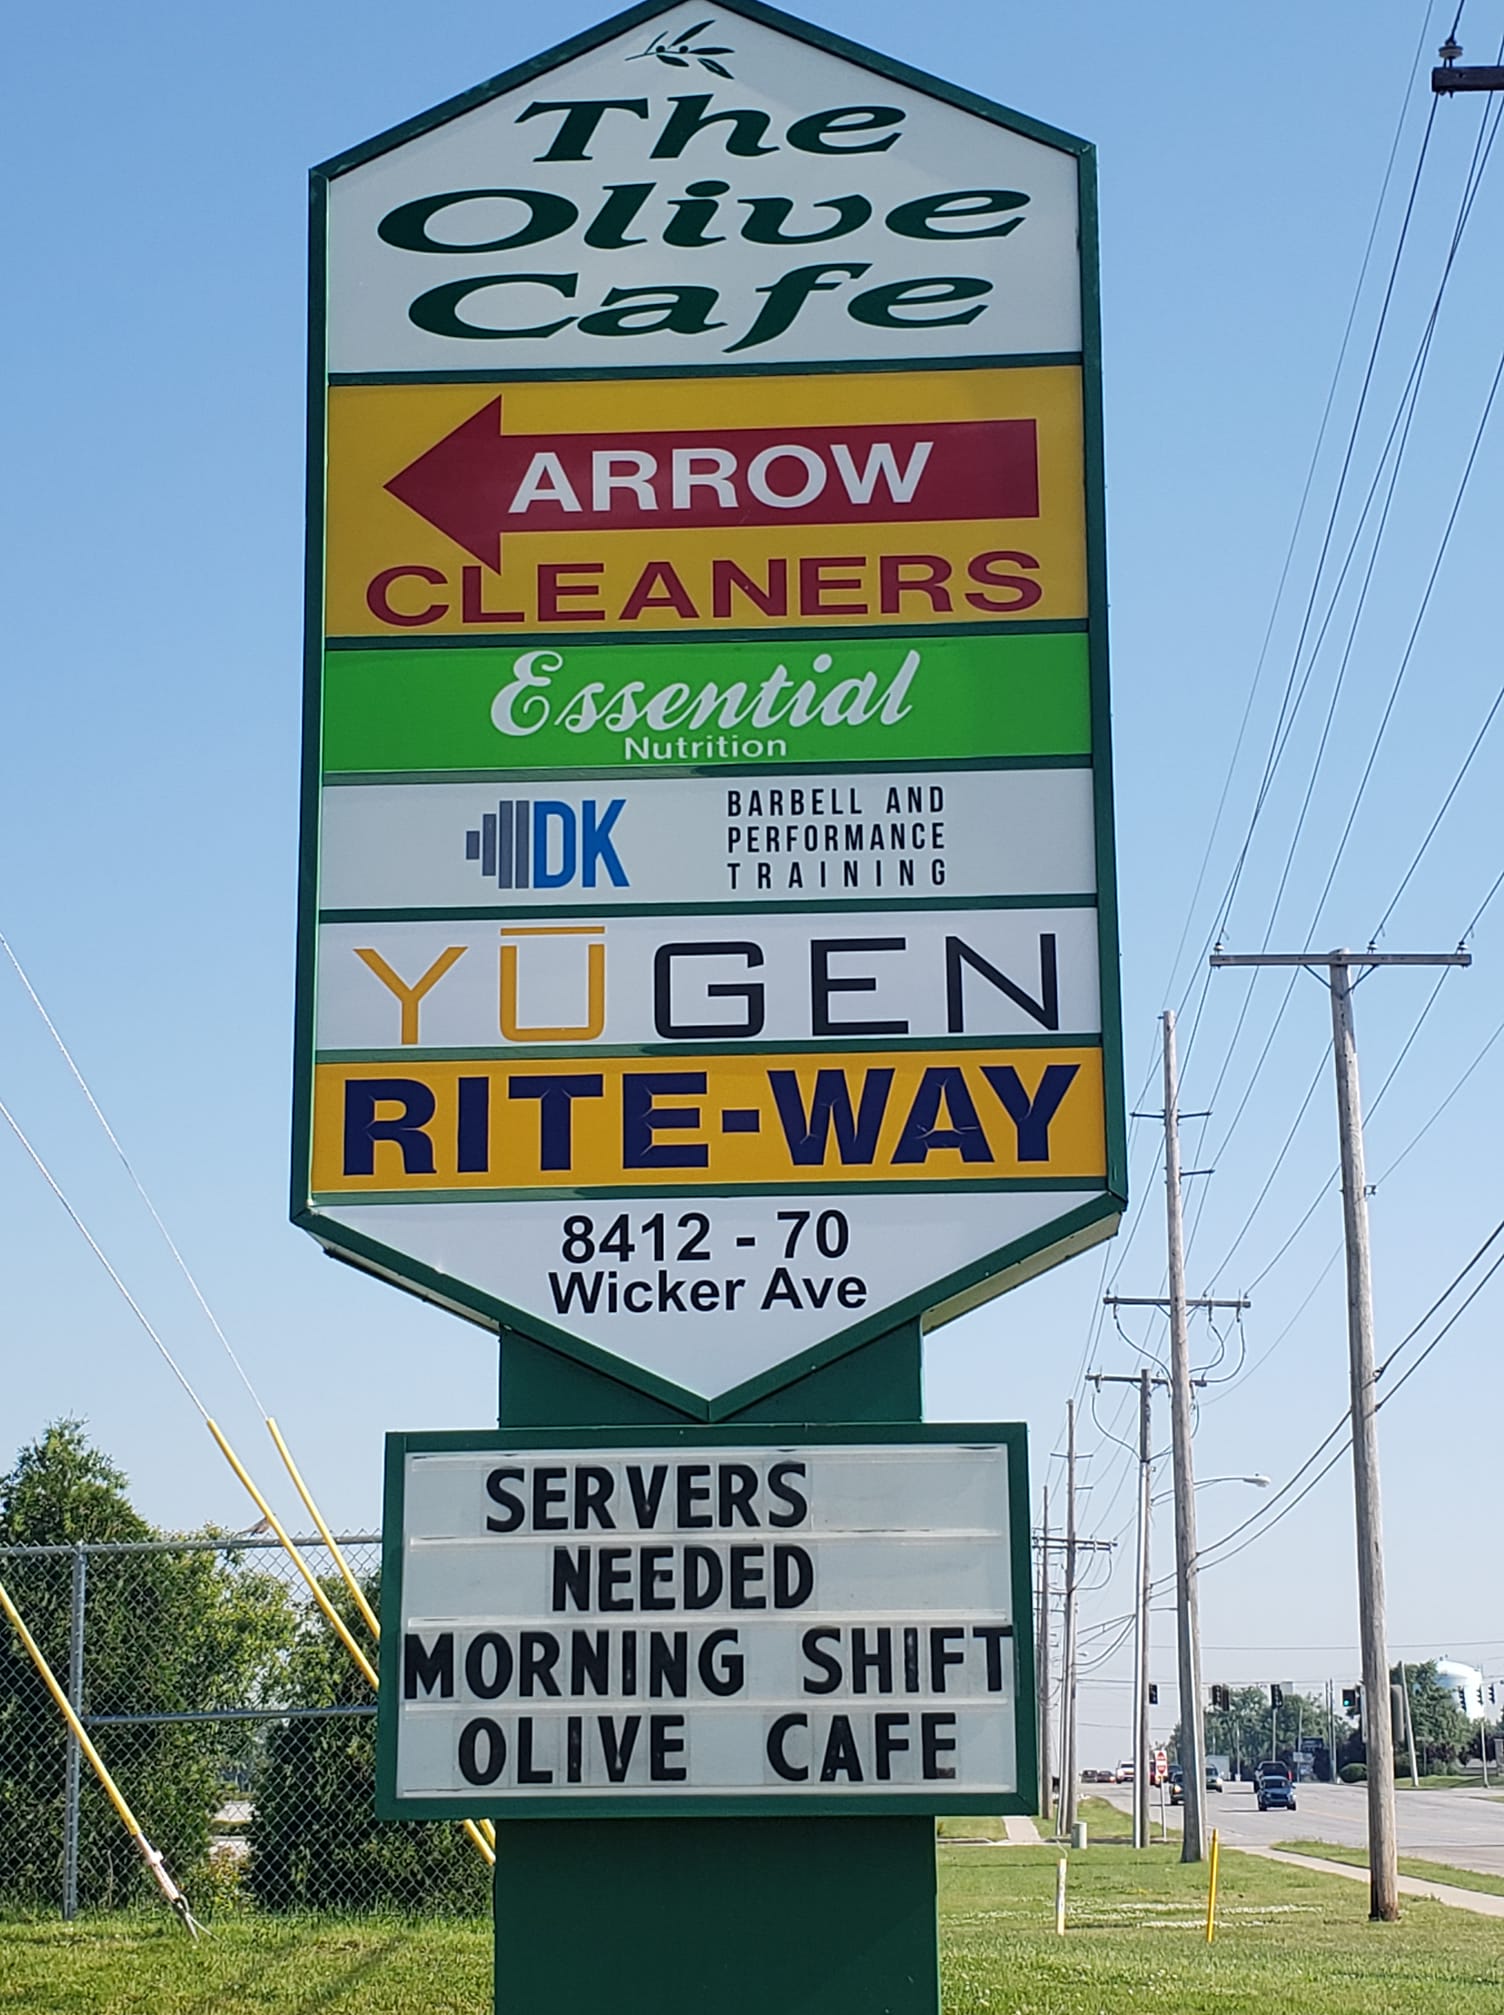 The
Olive
Cafe
ARROW
CLEANERS
Essential
Nutrition
DK
BARBELL AND
PERFORMANCE
TRAINING
YŪGEN
RITE-WAY
8412 - 70
Wicker Ave
SERVERS
NEEDED
MORNING SHIFT
OLIVE CAFE